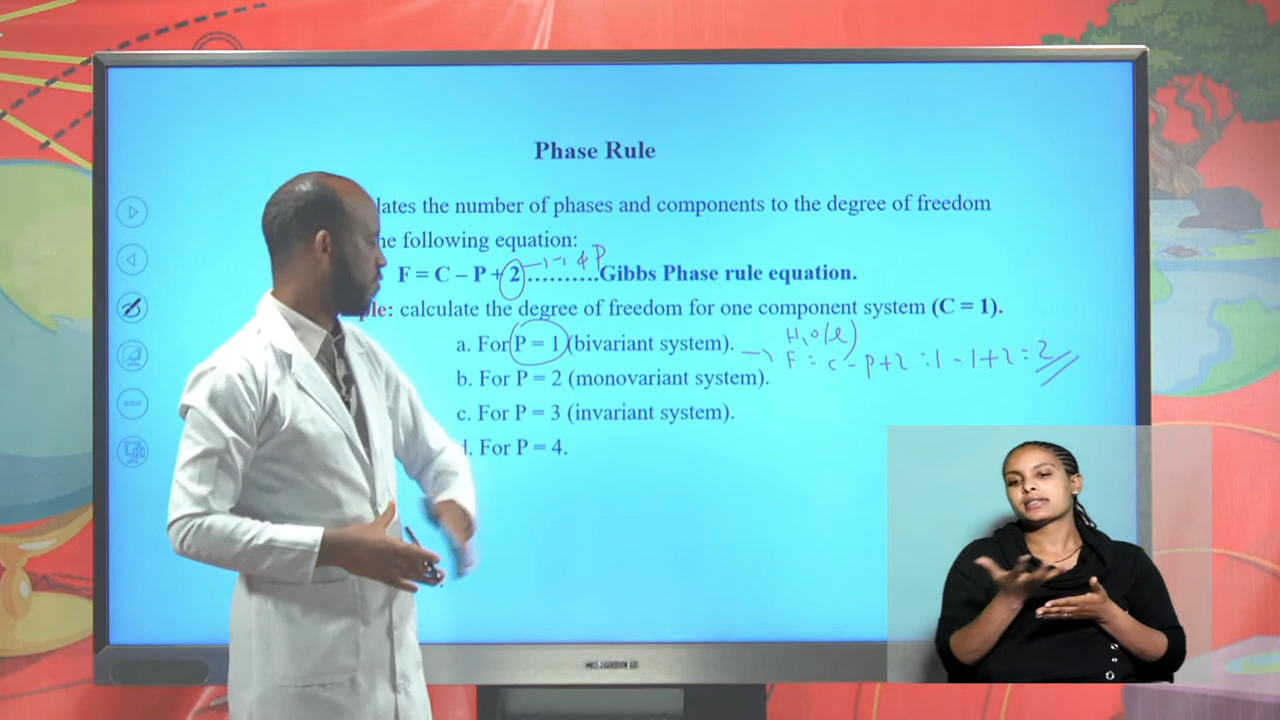 Phase Rule
lates the number of phases and components to the degree of freedom
he following equation:
F = C – P + 2..........Gibbs Phase rule equation.
& P
ple: calculate the degree of freedom for one component system (C = 1).
a. For P = 1 (bivariant system).
H2O(l)
F = C - P + 2 = 1 - 1 + 2 = 2
b. For P = 2 (monovariant system).
c. For P = 3 (invariant system).
d. For P = 4.